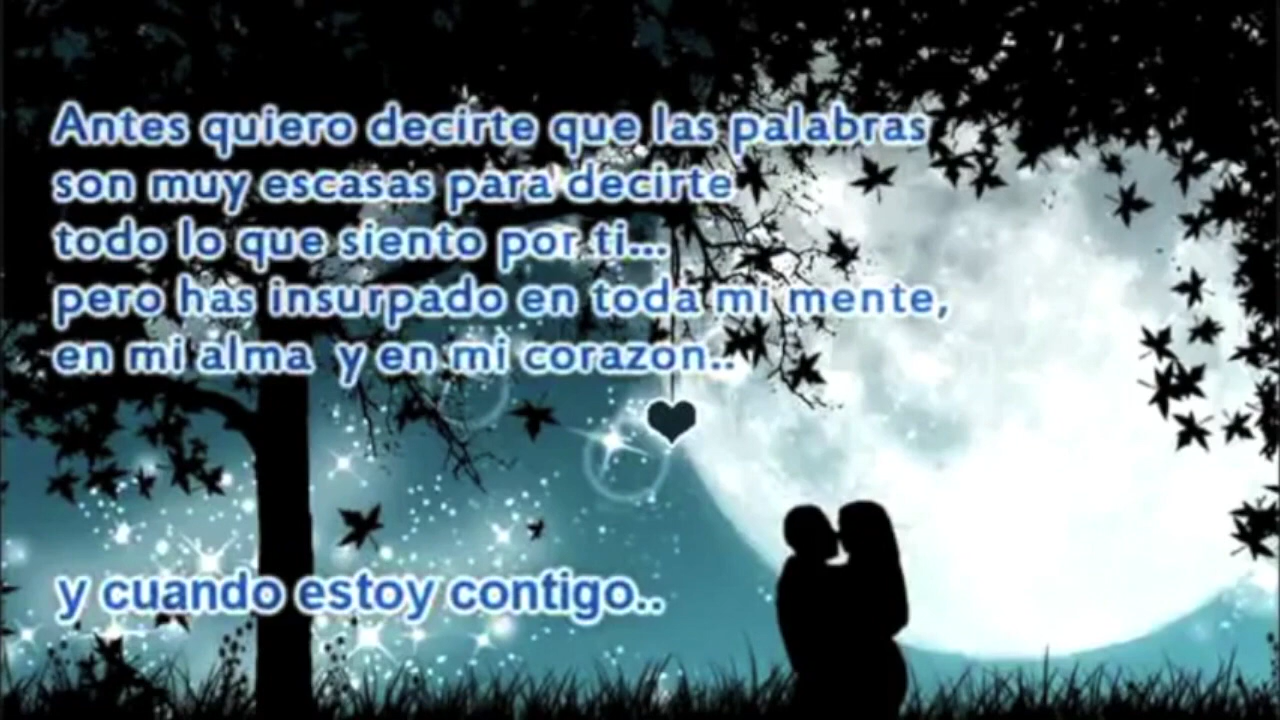 Antes quiero decirte que las palabras
son muy escasas para decirte
todo lo que siento por ti...
pero has insurpado en toda mi mente,
en mi alma y en mi corazon..
y cuando estoy contigo..